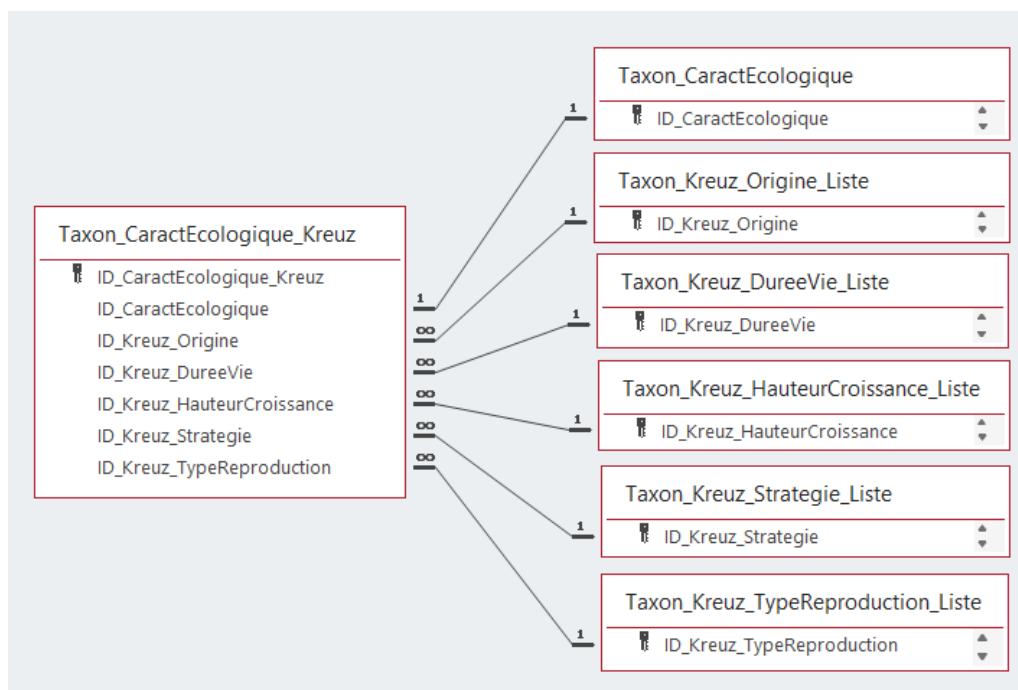 Taxon_CaractEcologique_Kreuz
ID_CaractEcologique_Kreuz
ID_CaractEcologique
ID_Kreuz_Origine
ID_Kreuz_DureeVie
ID_Kreuz_HauteurCroissance
ID_Kreuz_Strategie
ID_Kreuz_TypeReproduction
1
∞
∞
∞
∞
∞
1
Taxon_CaractEcologique
ID_CaractEcologique
1
Taxon_Kreuz_Origine_Liste
ID_Kreuz_Origine
1
Taxon_Kreuz_DureeVie_Liste
ID_Kreuz_DureeVie
1
Taxon_Kreuz_HauteurCroissance_Liste
ID_Kreuz_HauteurCroissance
1
Taxon_Kreuz_Strategie_Liste
ID_Kreuz_Strategie
1
Taxon_Kreuz_TypeReproduction_Liste
ID_Kreuz_TypeReproduction
1